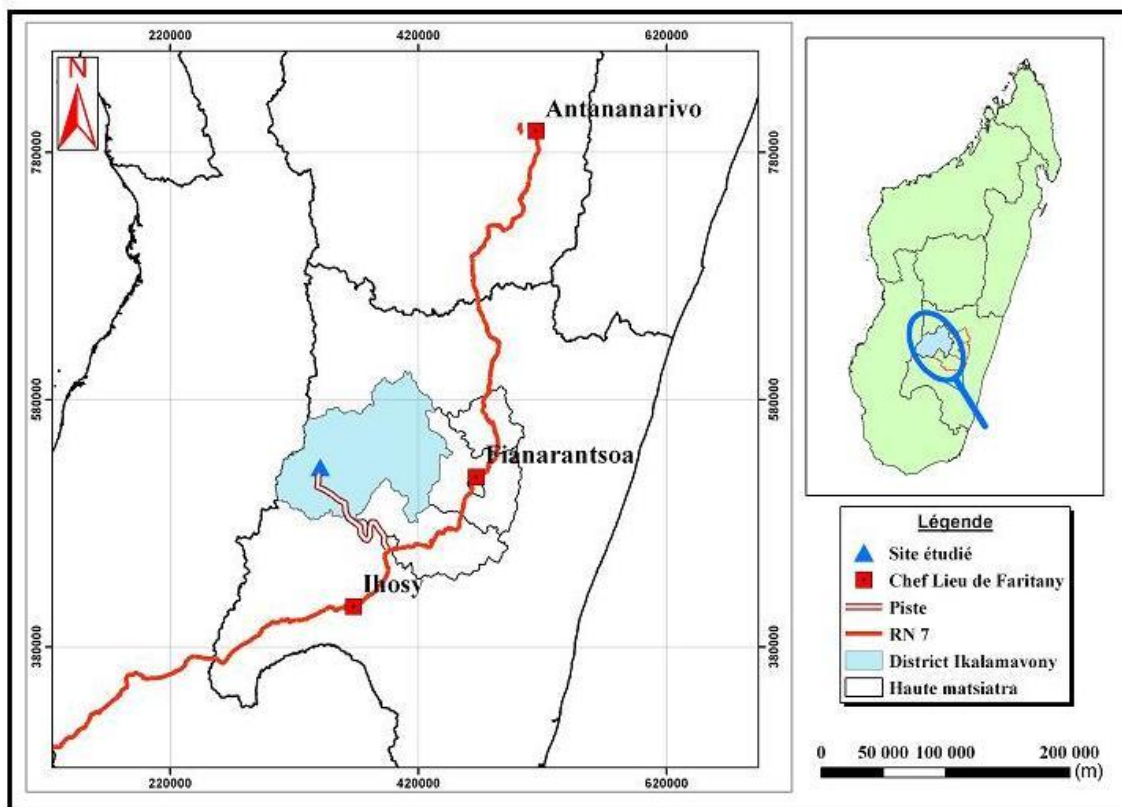 220000 420000 620000
N
Antananarivo
780000 780000
580000 580000
Fianarantsoa
Ihosy
380000 380000
220000 420000 620000
Légende
Site étudié
Chef Lieu de Faritany
Piste
RN 7
District Ikalamavony
Haute matsiatra
0 50 000 100 000 200 000
(m)